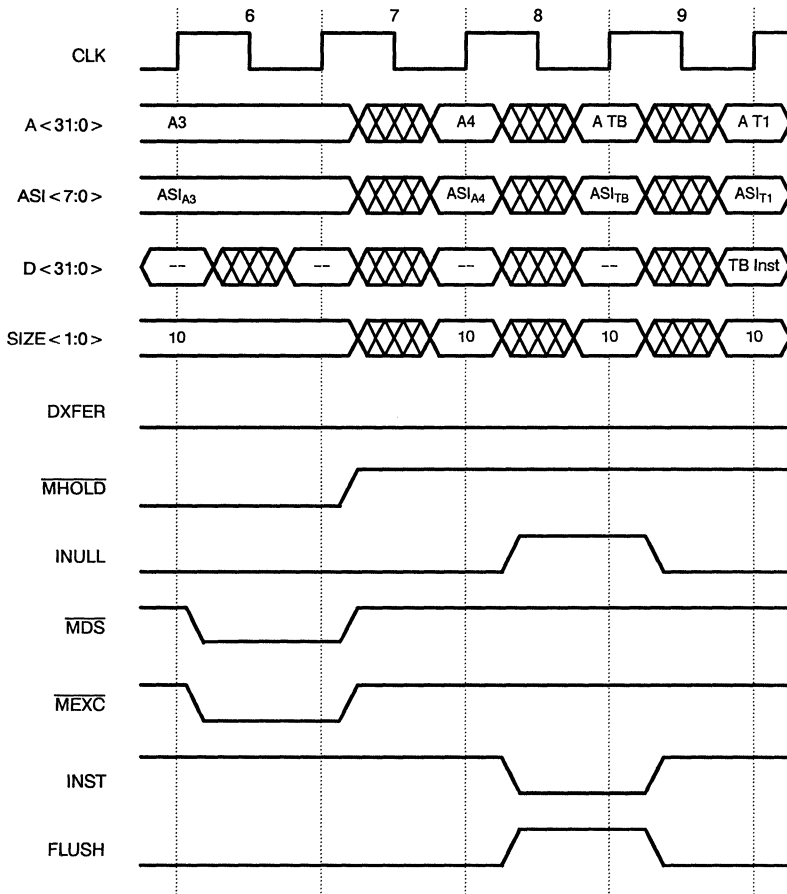 6 7 8 9
CLK
A<31:0> A3 A4 A TB A T1
ASI<7:0> ASIA3 ASIA4 ASITB ASIT1
D<31:0> -- -- -- -- TB Inst
SIZE<1:0> 10 10 10 10
DXFER
MHOLD
INULL
MDS
MEXC
INST
FLUSH